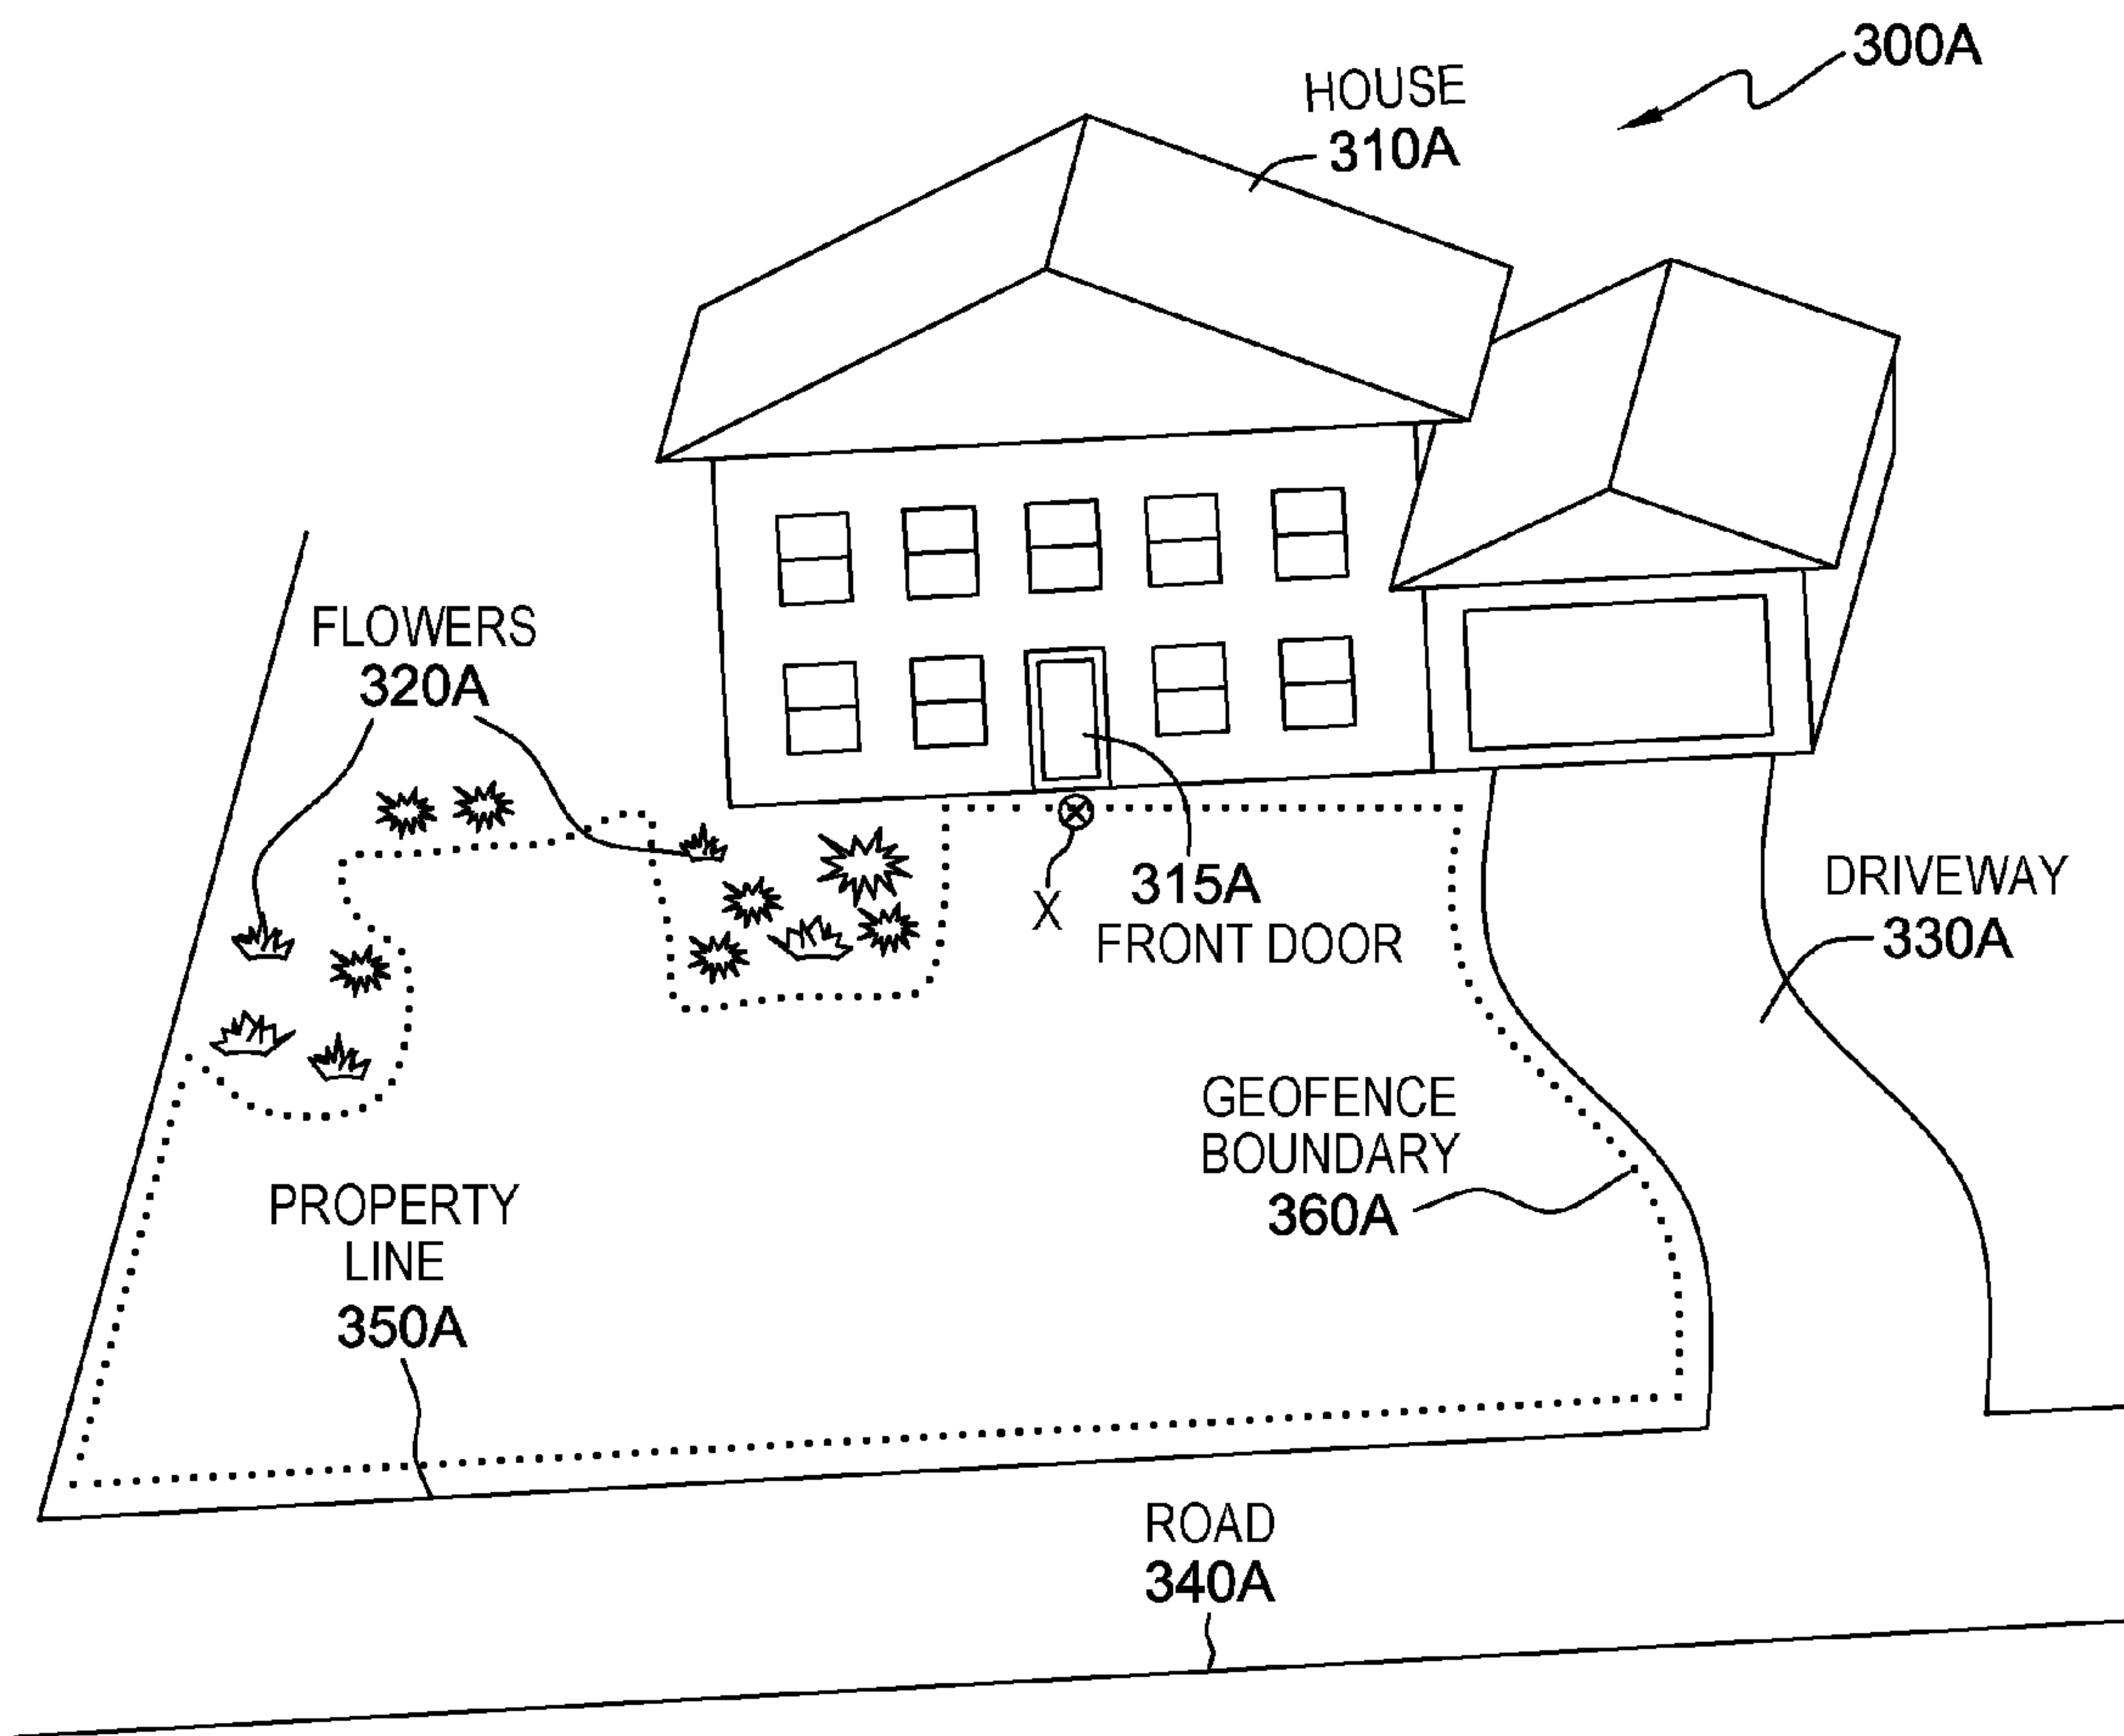 300A
HOUSE
310A
FLOWERS
320A
X
315A
FRONT DOOR
DRIVEWAY
330A
GEOFENCE
BOUNDARY
360A
PROPERTY
LINE
350A
ROAD
340A